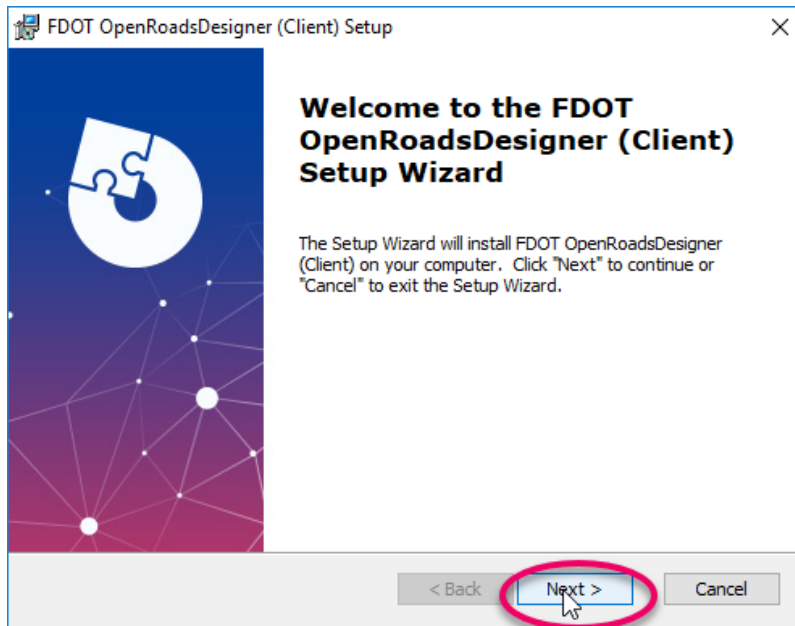 FDOT OpenRoadsDesigner (Client) Setup
Welcome to the FDOT
OpenRoadsDesigner (Client)
Setup Wizard
The Setup Wizard will install FDOT OpenRoadsDesigner
(Client) on your computer. Click "Next" to continue or
"Cancel" to exit the Setup Wizard.
< Back Next > Cancel